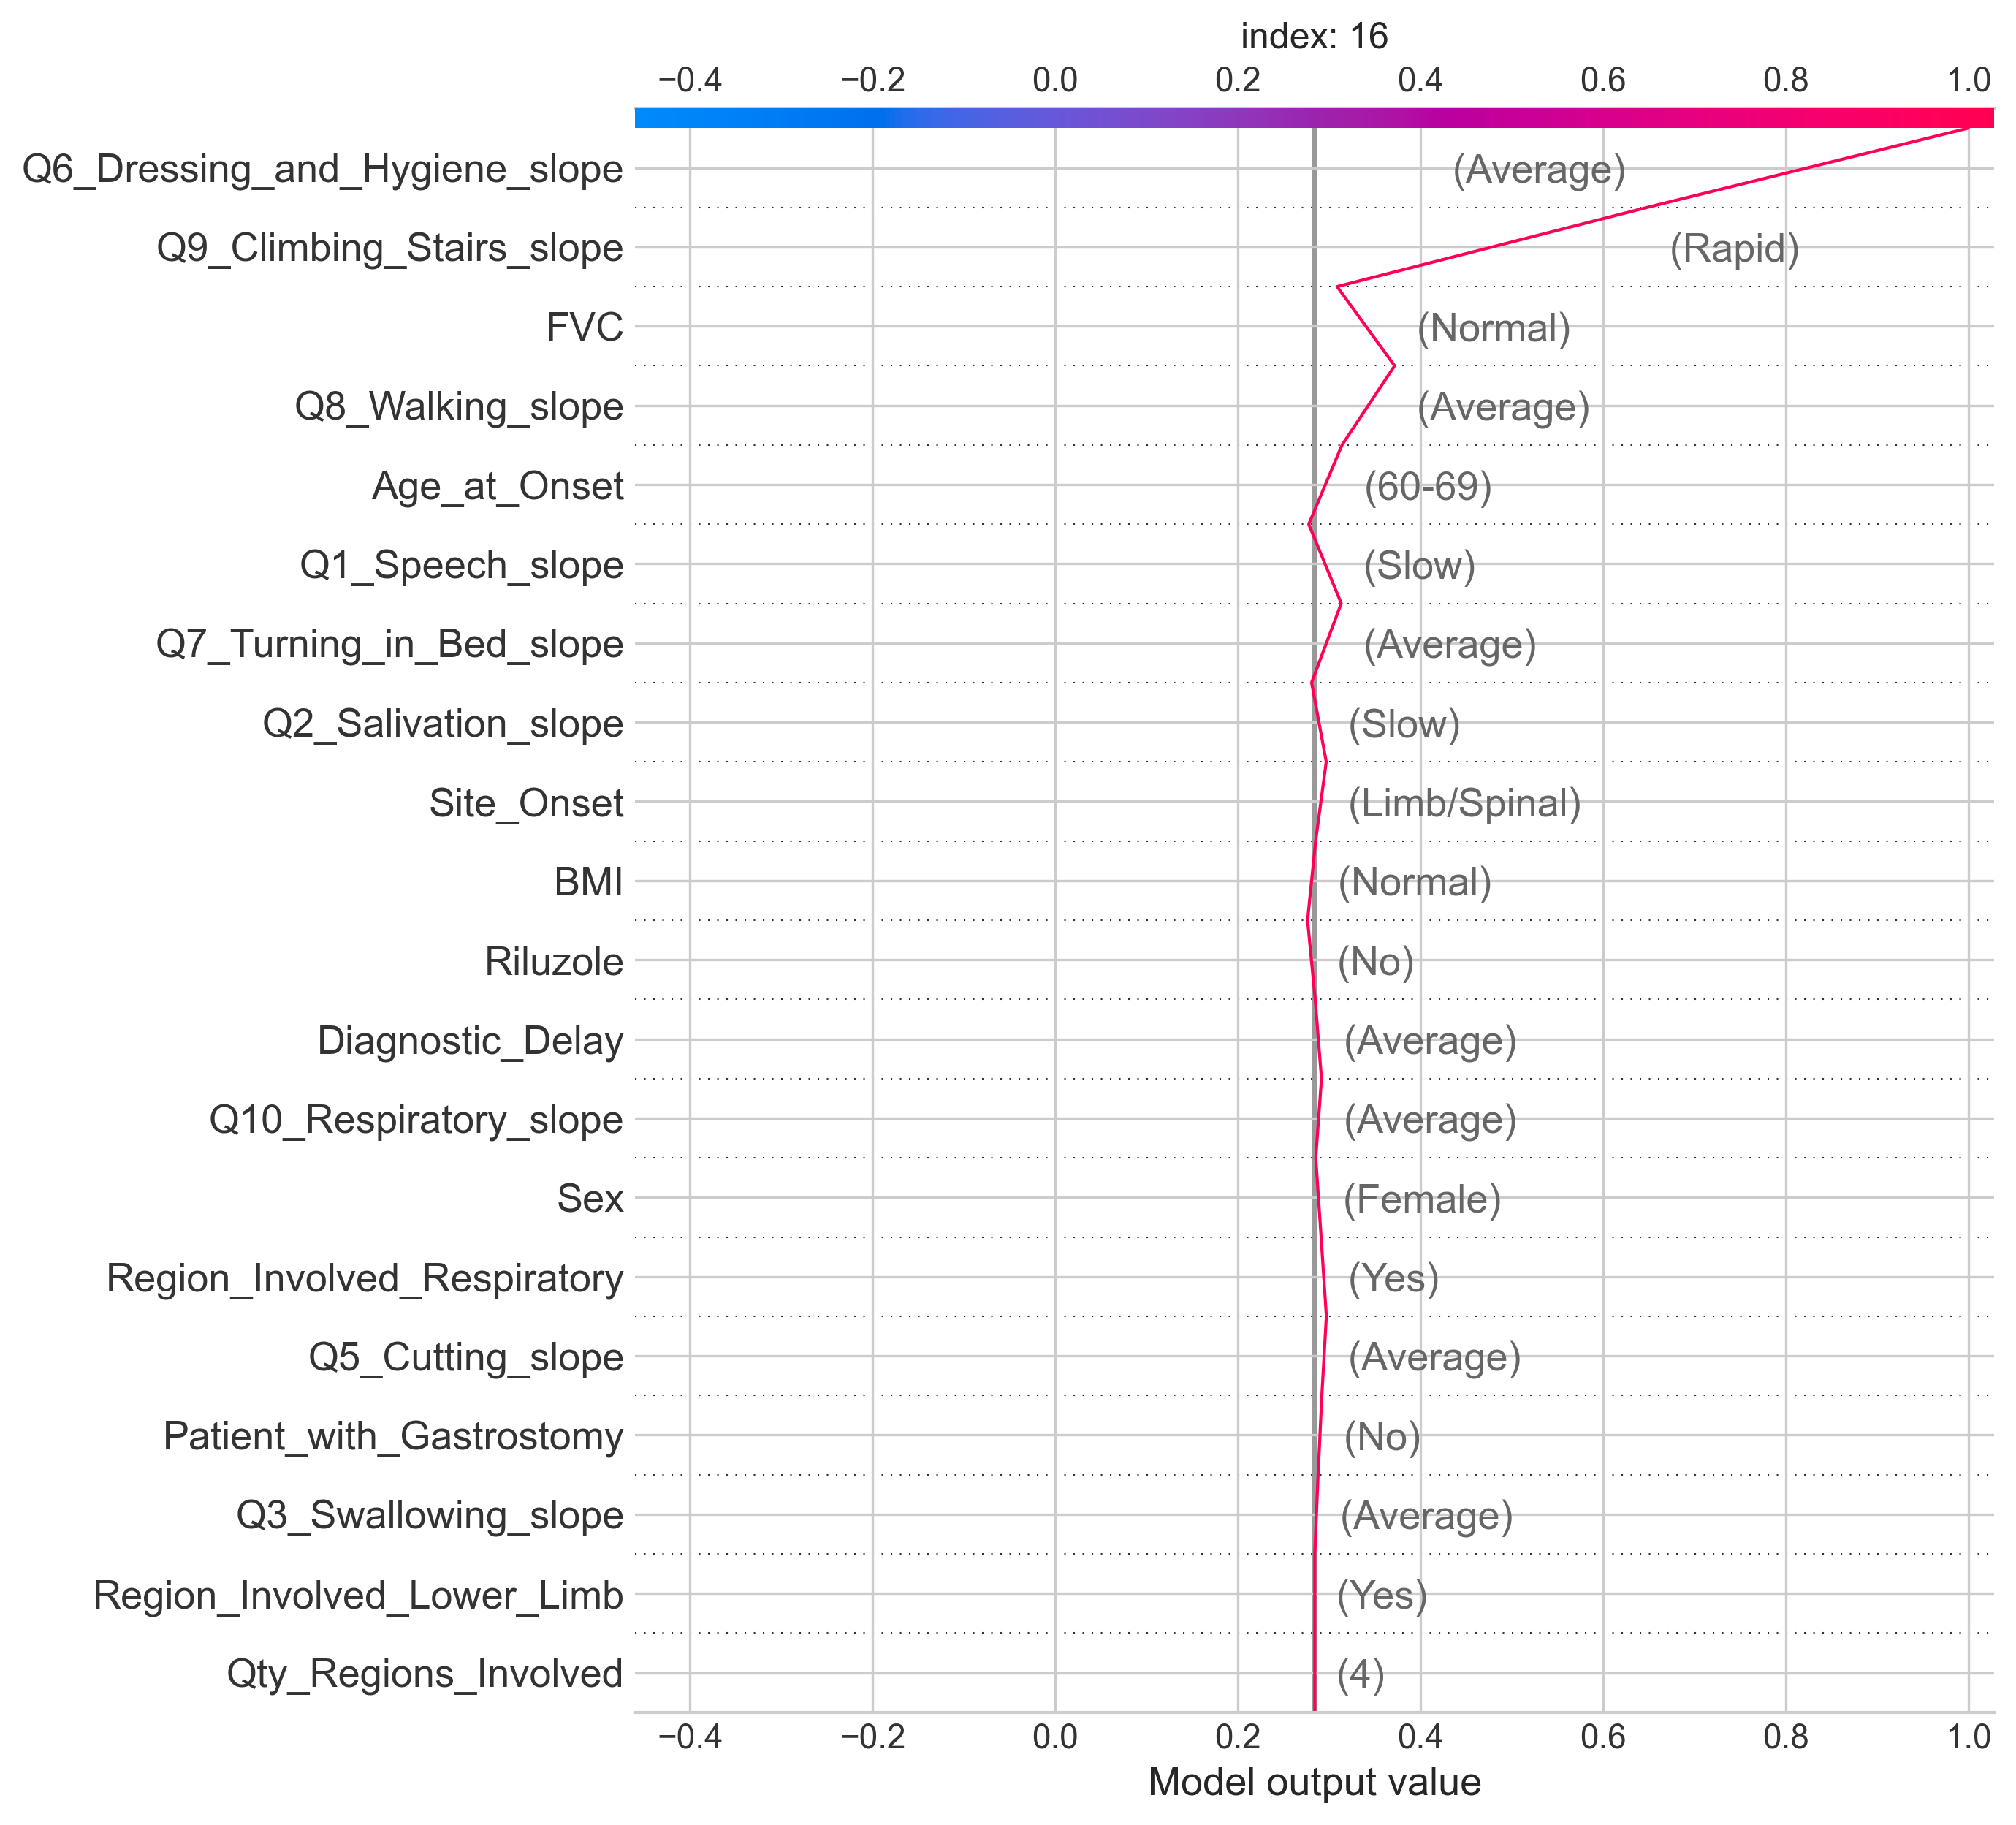 index: 16
−0.4 −0.2 0.0 0.2 0.4 0.6 0.8 1.0
Q6_Dressing_and_Hygiene_slope (Average)
Q9_Climbing_Stairs_slope (Rapid)
FVC (Normal)
Q8_Walking_slope (Average)
Age_at_Onset (60-69)
Q1_Speech_slope (Slow)
Q7_Turning_in_Bed_slope (Average)
Q2_Salivation_slope (Slow)
Site_Onset (Limb/Spinal)
BMI (Normal)
Riluzole (No)
Diagnostic_Delay (Average)
Q10_Respiratory_slope (Average)
Sex (Female)
Region_Involved_Respiratory (Yes)
Q5_Cutting_slope (Average)
Patient_with_Gastrostomy (No)
Q3_Swallowing_slope (Average)
Region_Involved_Lower_Limb (Yes)
Qty_Regions_Involved (4)
−0.4 −0.2 0.0 0.2 0.4 0.6 0.8 1.0
Model output value